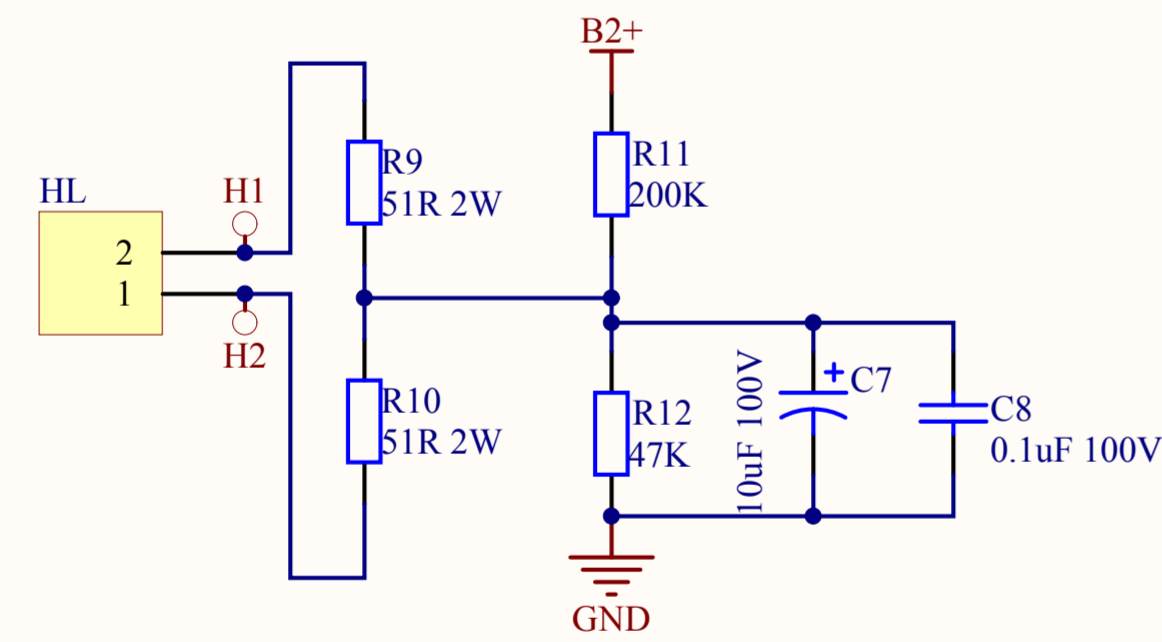 B2+
HL
H1
2
1
H2
R9
51R 2W
R11
200K
R10
51R 2W
R12
47K
10uF 100V
+
C7
C8
0.1uF 100V
GND